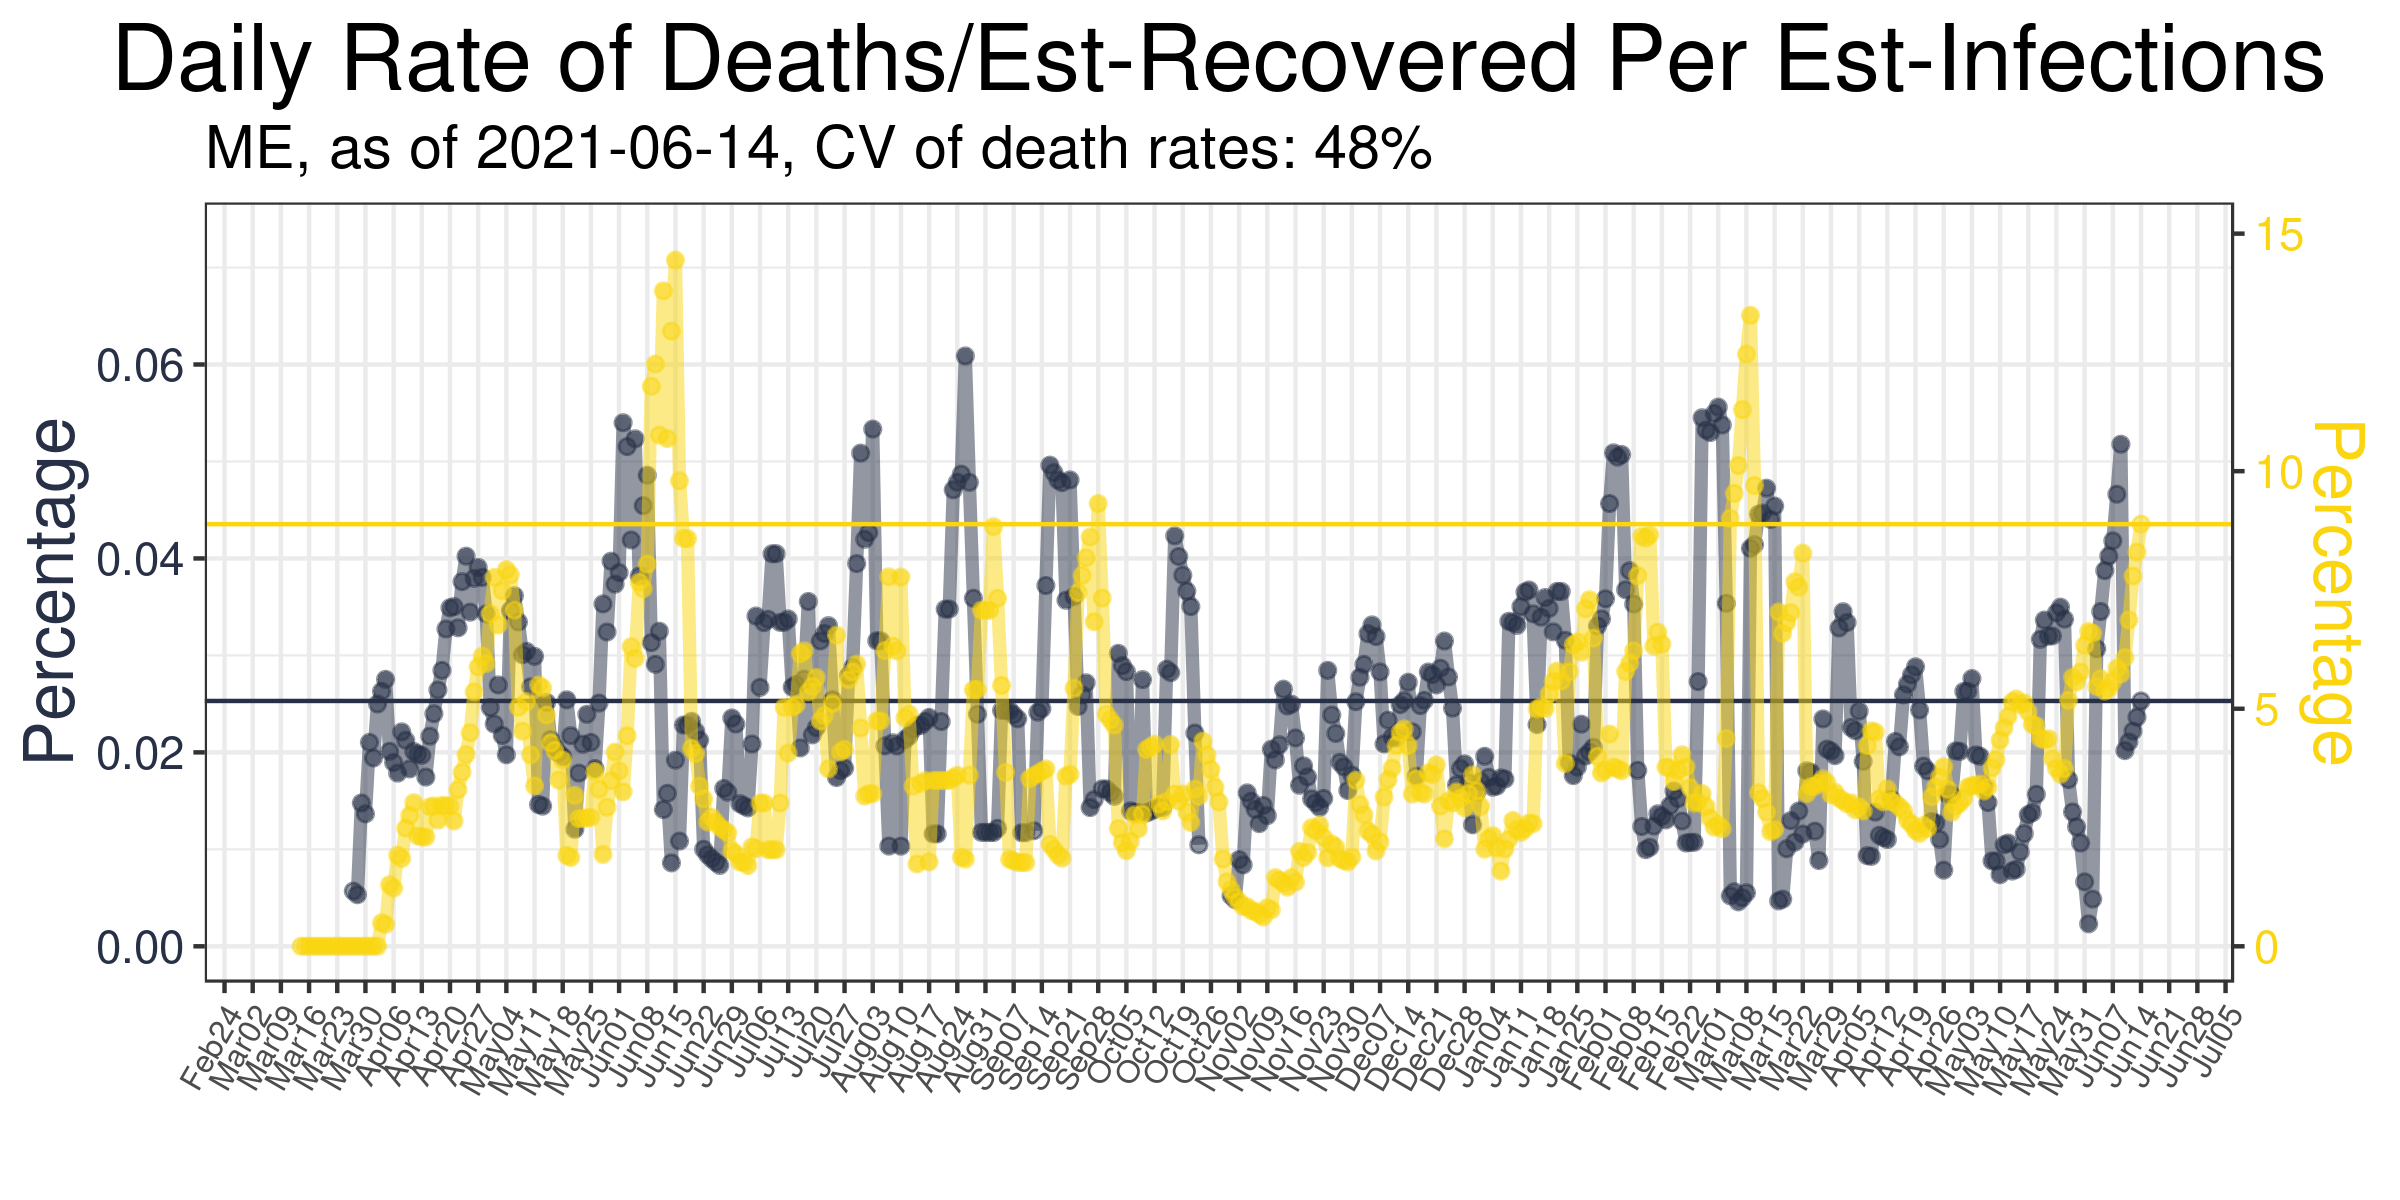 Daily Rate of Deaths/Est-Recovered Per Est-Infections
ME, as of 2021-06-14, CV of death rates: 48%
Percentage
0.06
0.04
0.02
0.00
15
10
5
0
Percentage
Feb24
Mar02
Mar09
Mar16
Mar23
Mar30
Apr06
Apr13
Apr20
Apr27
May04
May11
May18
May25
Jun01
Jun08
Jun15
Jun22
Jun29
Jul06
Jul13
Jul20
Jul27
Aug03
Aug10
Aug17
Aug24
Aug31
Sep07
Sep14
Sep21
Sep28
Oct05
Oct12
Oct19
Oct26
Nov02
Nov09
Nov16
Nov23
Nov30
Dec07
Dec14
Dec21
Dec28
Jan04
Jan11
Jan18
Jan25
Feb01
Feb08
Feb15
Feb22
Mar01
Mar08
Mar15
Mar22
Mar29
Apr05
Apr12
Apr19
Apr26
May03
May10
May17
May24
May31
Jun07
Jun14
Jun21
Jun28
Jul05